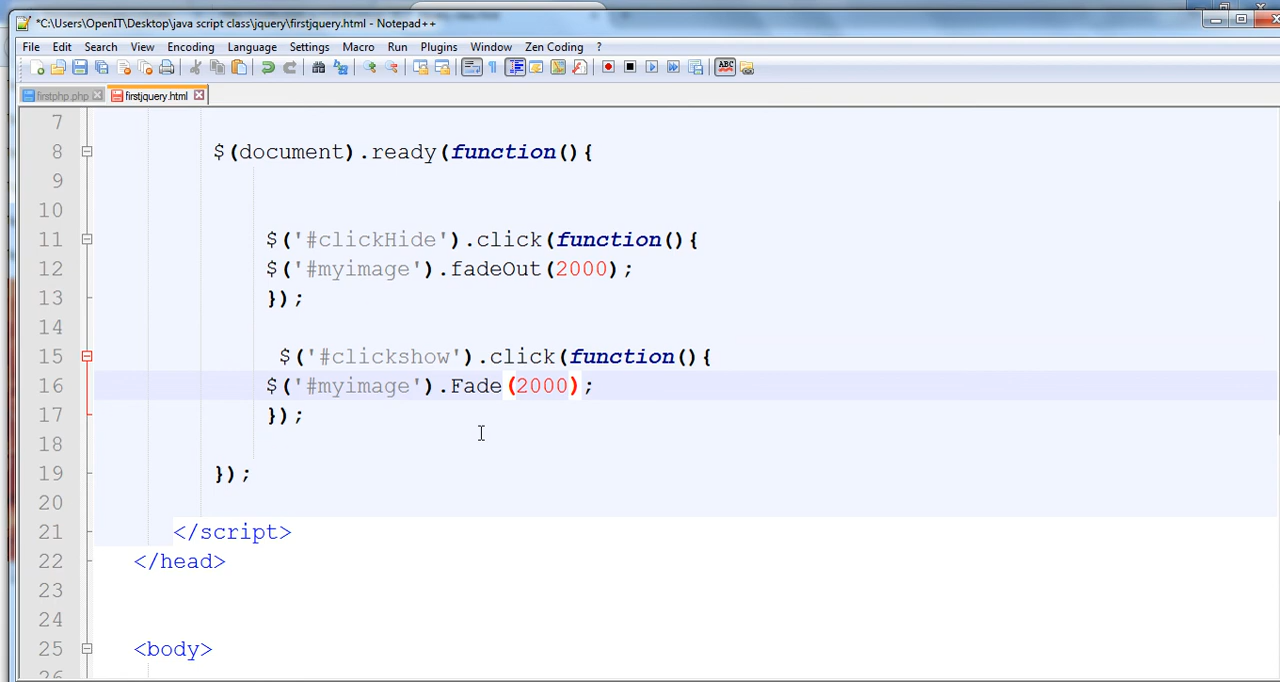 *C:\Users\OpenIT\Desktop\java script class\jquery\firstjquery.html - Notepad++
File Edit Search View Encoding Language Settings Macro Run Plugins Window Zen Coding ?
ABC
firstphp.php firstjquery.html
7
8 $(document).ready(function(){
9
10
11 $('#clickHide').click(function(){
12 $('#myimage').fadeOut(2000);
13 });
14
15 $('#clickshow').click(function(){
16 $('#myimage').Fade(2000);
17 });
18
19 });
20
21 </script>
22 </head>
23
24
25 <body>
26